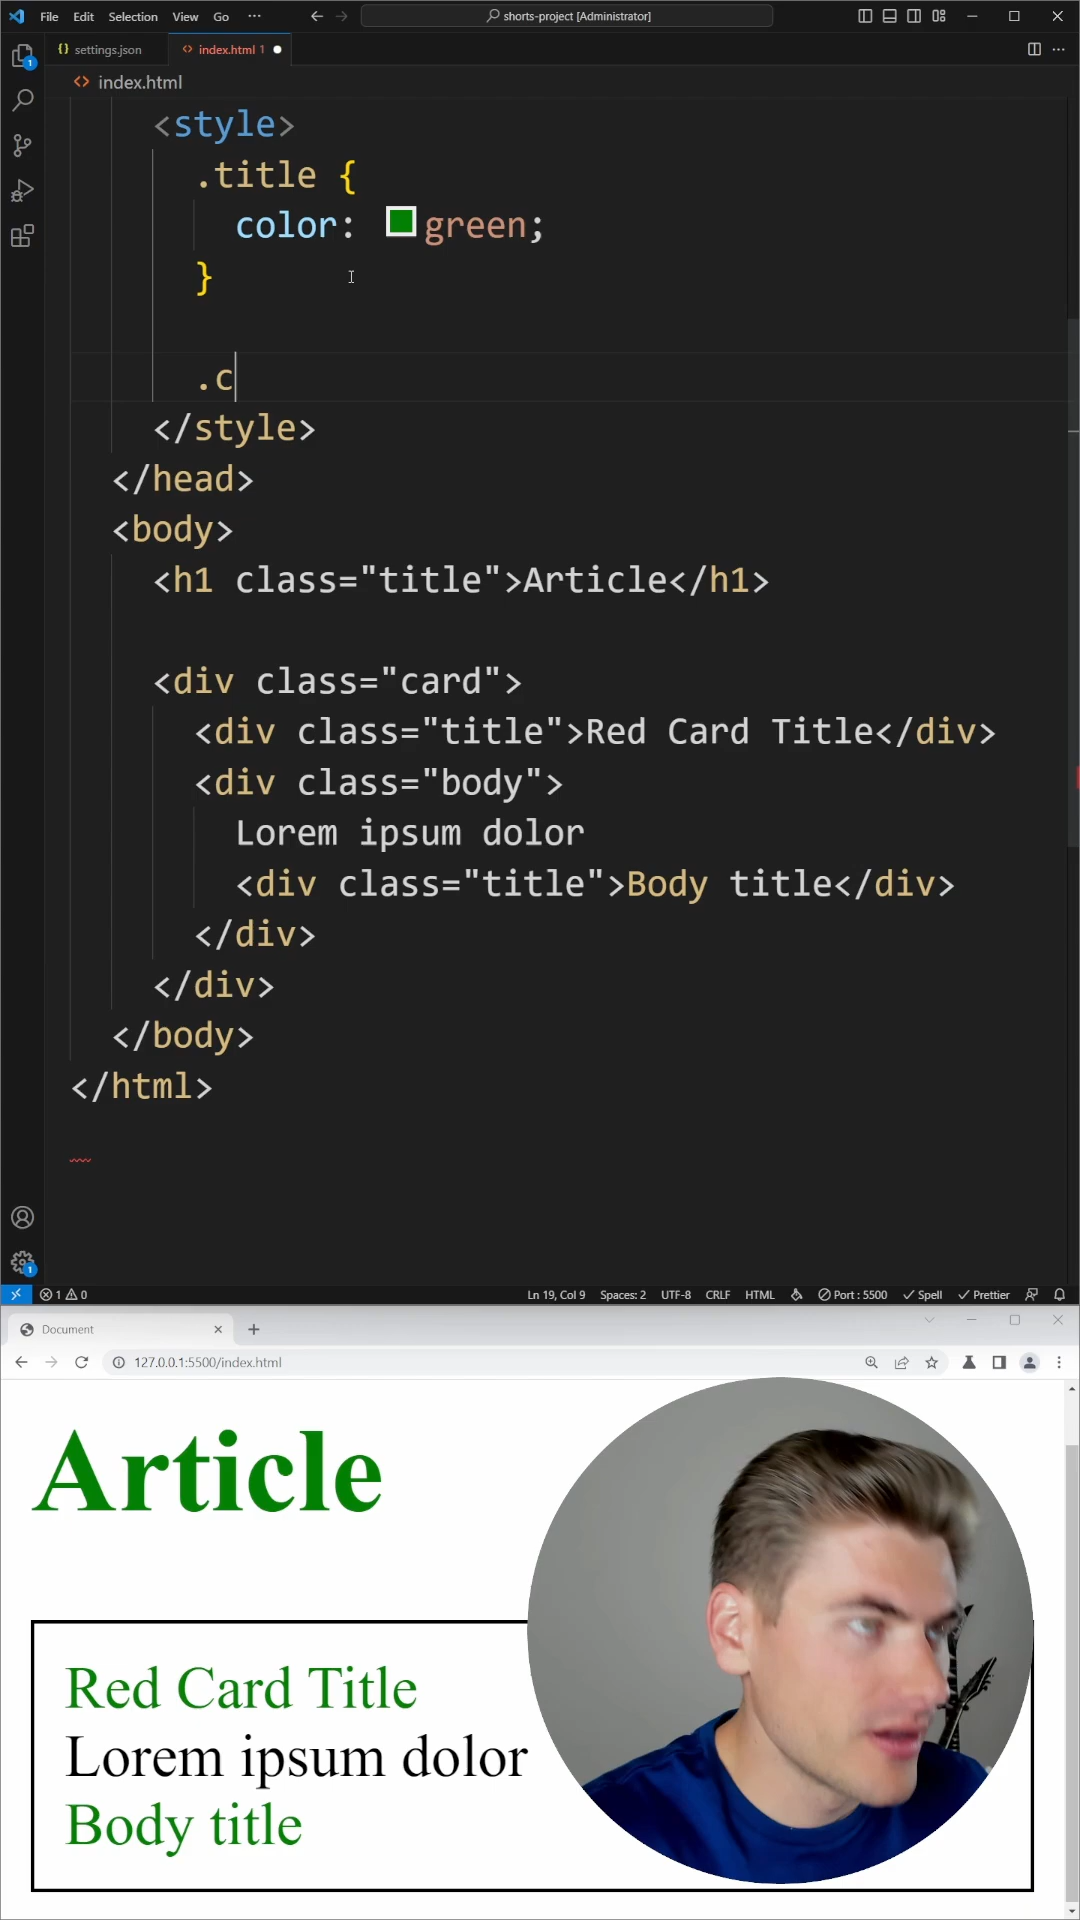 File Edit Selection View Go ··· shorts-project [Administrator]
settings.json index.html 1
1
index.html
<style>
.title {
color: green;
}
.c
</style>
</head>
<body>
<h1 class="title">Article</h1>
<div class="card">
<div class="title">Red Card Title</div>
<div class="body">
Lorem ipsum dolor
<div class="title">Body title</div>
</div>
</div>
</body>
</html>
1
1 0 Ln 19, Col 9 Spaces: 2 UTF-8 CRLF HTML Port : 5500 Spell Prettier
Document
127.0.0.1:5500/index.html
Article
Red Card Title
Lorem ipsum dolor
Body title